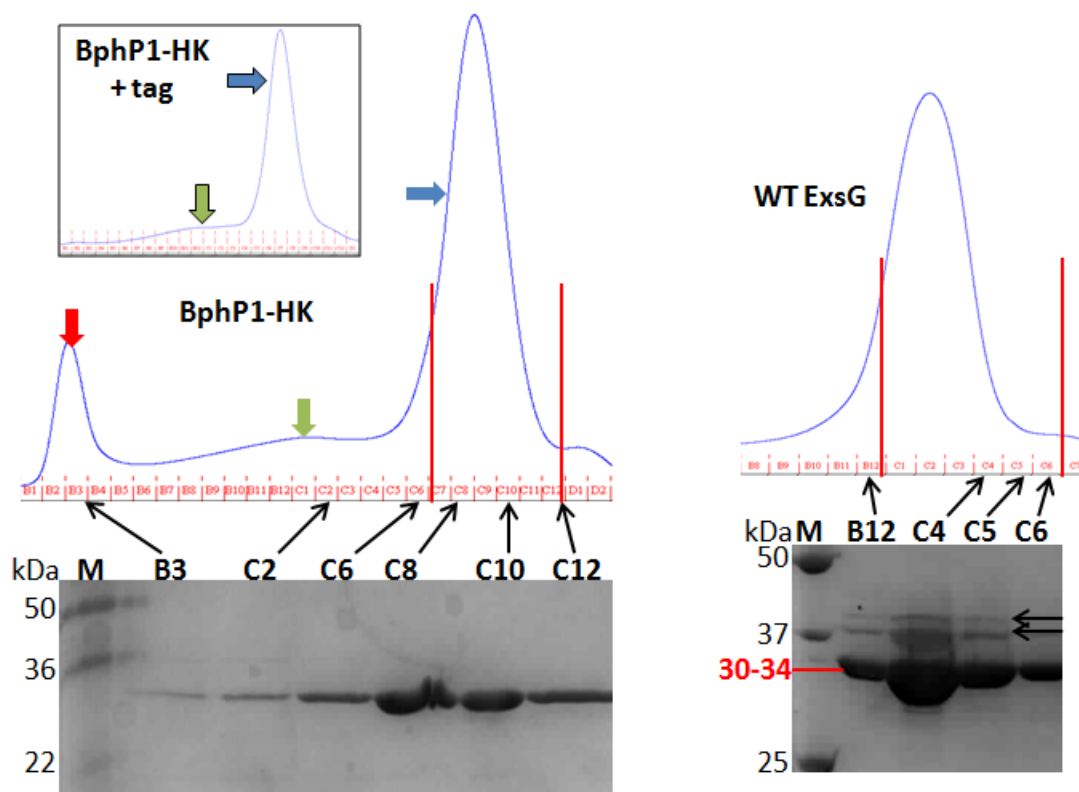 BphP1-HK
+ tag
BphP1-HK
B1 B2 B3 B4 B5 B6 B7 B8 B9 B10 B11 B12 C1 C2 C3 C4 C5 C6 C7 C8 C9 C10 C11 C12 D1 D2
kDa M B3 C2 C6 C8 C10 C12
50
36
22
WT ExsG
B8 B9 B10 B11 B12 C1 C2 C3 C4 C5 C6
kDa M B12 C4 C5 C6
50
37
30-34
25